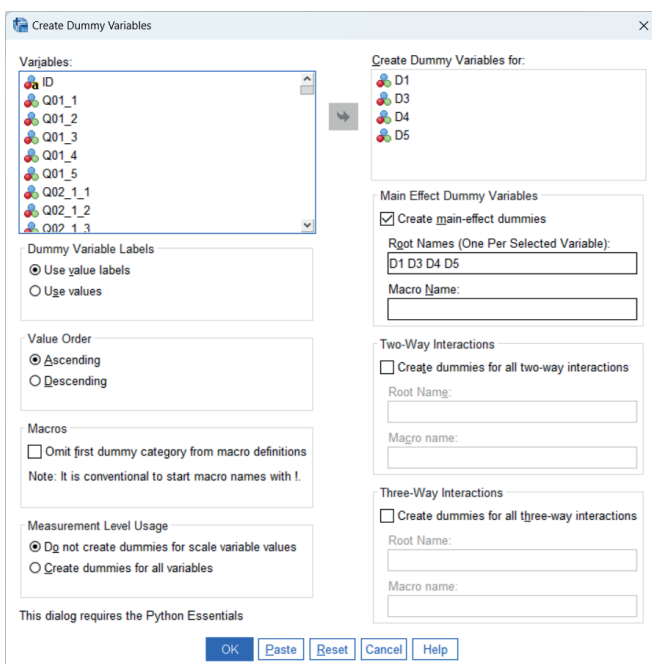 Create Dummy Variables
Variables:
ID
Q01_1
Q01_2
Q01_3
Q01_4
Q01_5
Q02_1_1
Q02_1_2
Q02_1_3
Dummy Variable Labels
Use value labels
Use values
Value Order
Ascending
Descending
Macros
Omit first dummy category from macro definitions
Note: It is conventional to start macro names with !.
Measurement Level Usage
Do not create dummies for scale variable values
Create dummies for all variables
This dialog requires the Python Essentials
Create Dummy Variables for:
D1
D3
D4
D5
Main Effect Dummy Variables
Create main-effect dummies
Root Names (One Per Selected Variable):
D1 D3 D4 D5
Macro Name:
Two-Way Interactions
Create dummies for all two-way interactions
Root Name:
Macro name:
Three-Way Interactions
Create dummies for all three-way interactions
Root Name:
Macro name:
OK Paste Reset Cancel Help